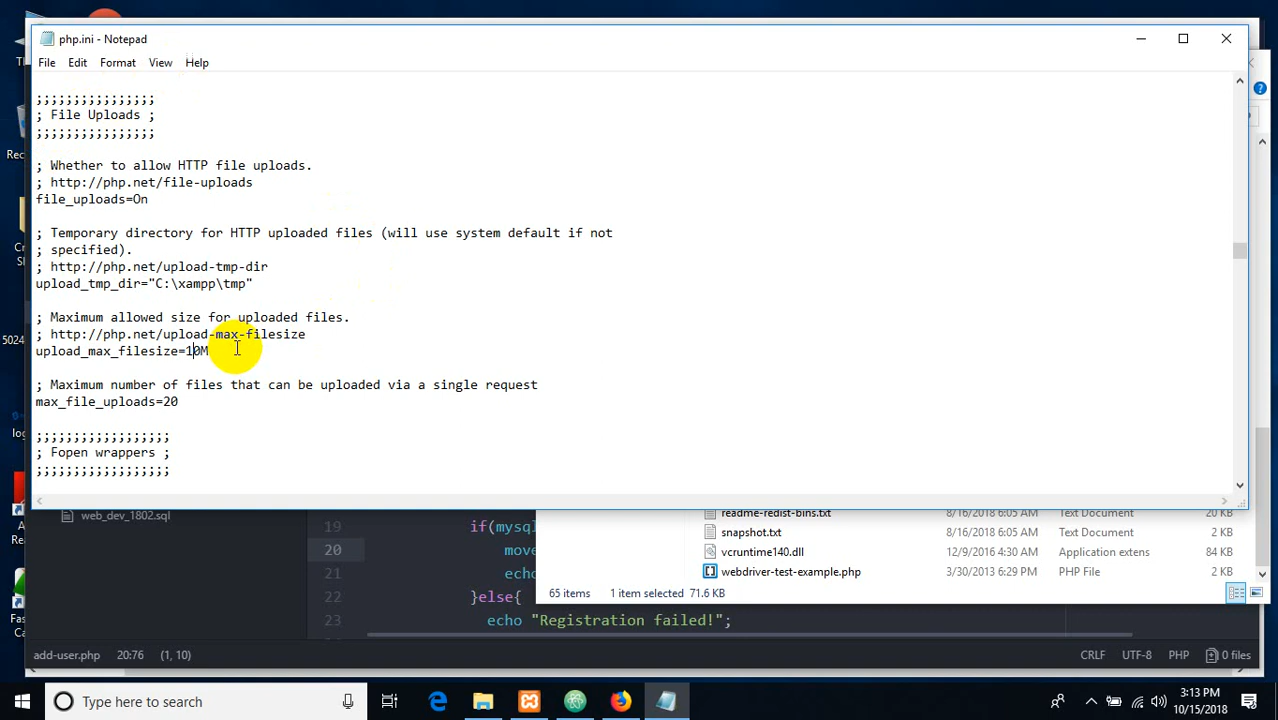 php.ini - Notepad
File Edit Format View Help
;;;;;;;;;;;;;;;;
; File Uploads ;
;;;;;;;;;;;;;;;;
; Whether to allow HTTP file uploads.
; http://php.net/file-uploads
file_uploads=On
; Temporary directory for HTTP uploaded files (will use system default if not
; specified).
; http://php.net/upload-tmp-dir
upload_tmp_dir="C:\xampp\tmp"
; Maximum allowed size for uploaded files.
; http://php.net/upload-max-filesize
upload_max_filesize=10M
; Maximum number of files that can be uploaded via a single request
max_file_uploads=20
;;;;;;;;;;;;;;;;;;
; Fopen wrappers ;
;;;;;;;;;;;;;;;;;;
5024
web_dev_1802.sql
19 if(mysql
20 move
21 echo
22 }else{
23 echo "Registration failed!";
readme-redist-bins.txt 8/16/2018 6:05 AM Text Document 20 KB
snapshot.txt 8/16/2018 6:05 AM Text Document 2 KB
vcruntime140.dll 12/9/2016 4:30 AM Application extens 84 KB
webdriver-test-example.php 3/30/2013 6:29 PM PHP File 2 KB
65 items 1 item selected 71.6 KB
add-user.php 20:76 (1, 10) CRLF UTF-8 PHP 0 files
Type here to search
3:13 PM
10/15/2018